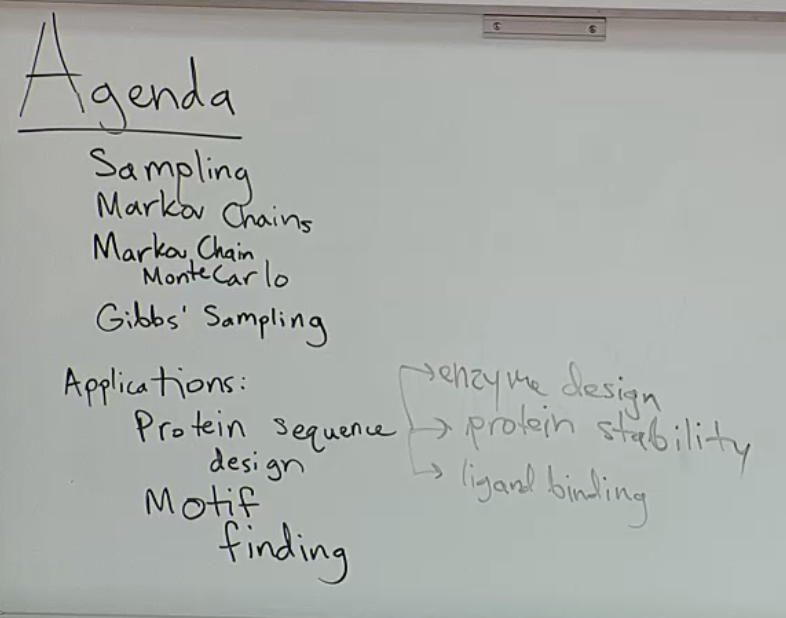 Agenda
Sampling
Markov Chains
Markov Chain
Monte Carlo
Gibbs' Sampling
Applications:
Protein sequence
design
Motif
finding
enzyme design
protein stability
ligand binding